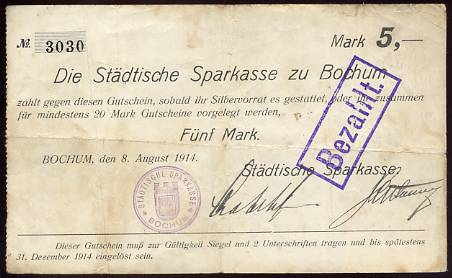 No. 3030
Mark 5,—
Die Städtische Sparkasse zu Bochum
zahlt gegen diesen Gutschein, sobald ihr Silbervorrat es gestattet, oder ihr zusammen
für mindestens 20 Mark Gutscheine vorgelegt werden,
Fünf Mark.
BOCHUM, den 8. August 1914.
Städtische Sparkasse.
Bezahlt.
STÄDTISCHE SPARKASSE
BOCHUM
Dieser Gutschein muß zur Gültigkeit Siegel und 2 Unterschriften tragen und bis spätestens
31. Dezember 1914 eingelöst sein.